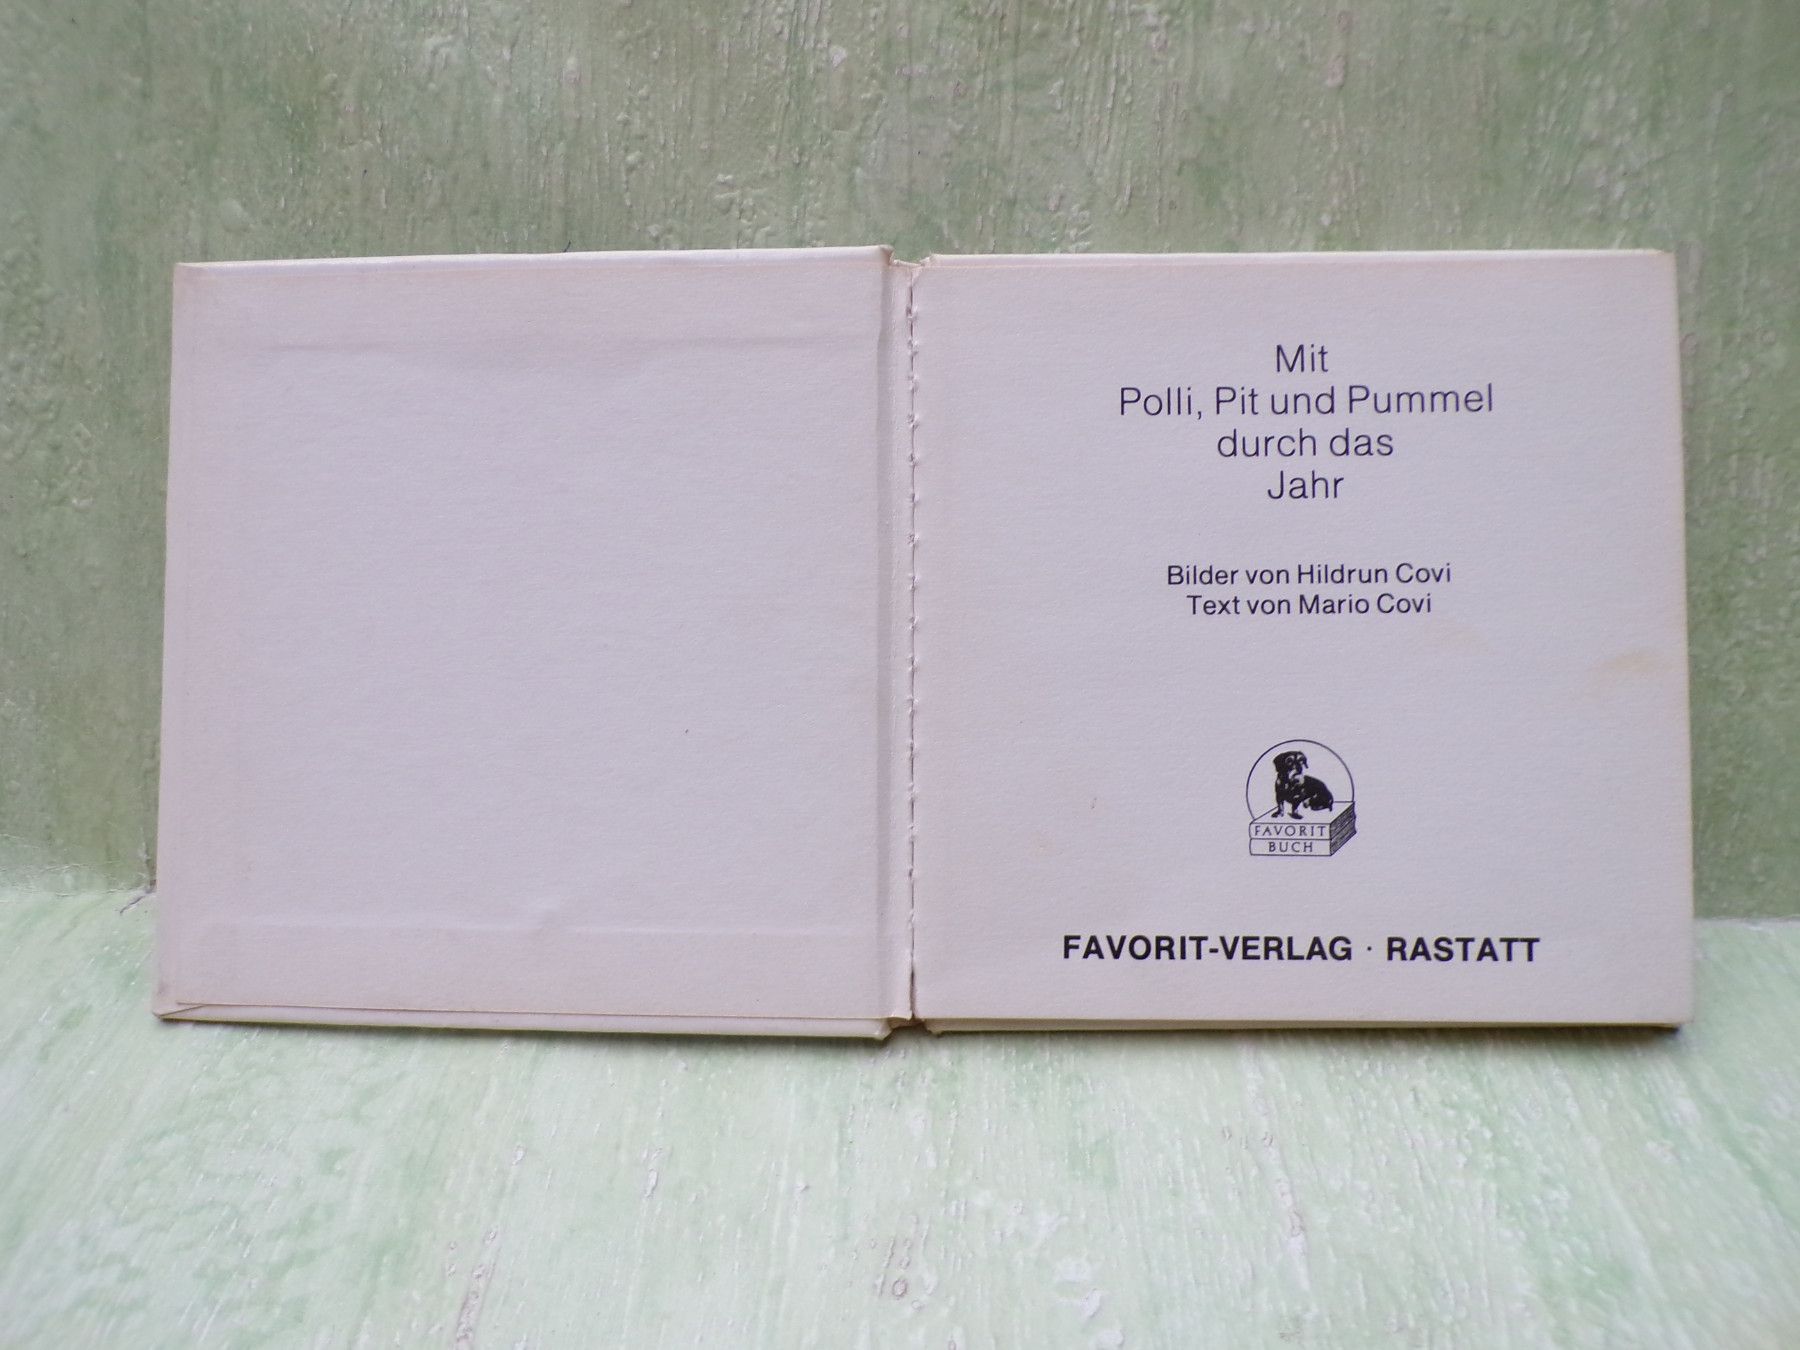 Mit
Polli, Pit und Pummel
durch das
Jahr
Bilder von Hildrun Covi
Text von Mario Covi
FAVORIT
BUCH
FAVORIT-VERLAG · RASTATT